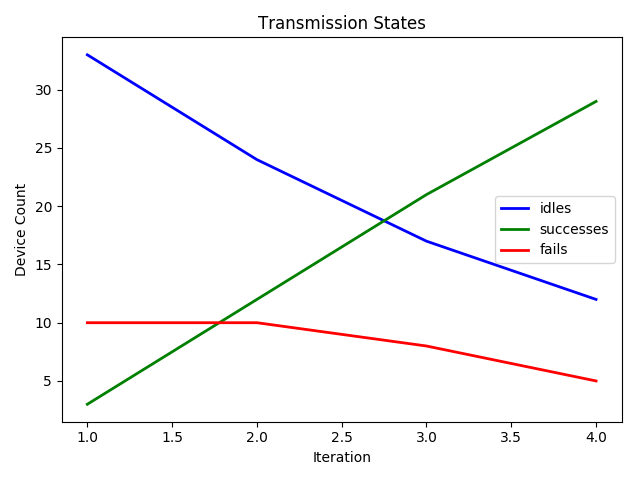 Transmission States
Device Count
30
25
20
15
10
5
idles
successes
fails
1.0 1.5 2.0 2.5 3.0 3.5 4.0
Iteration